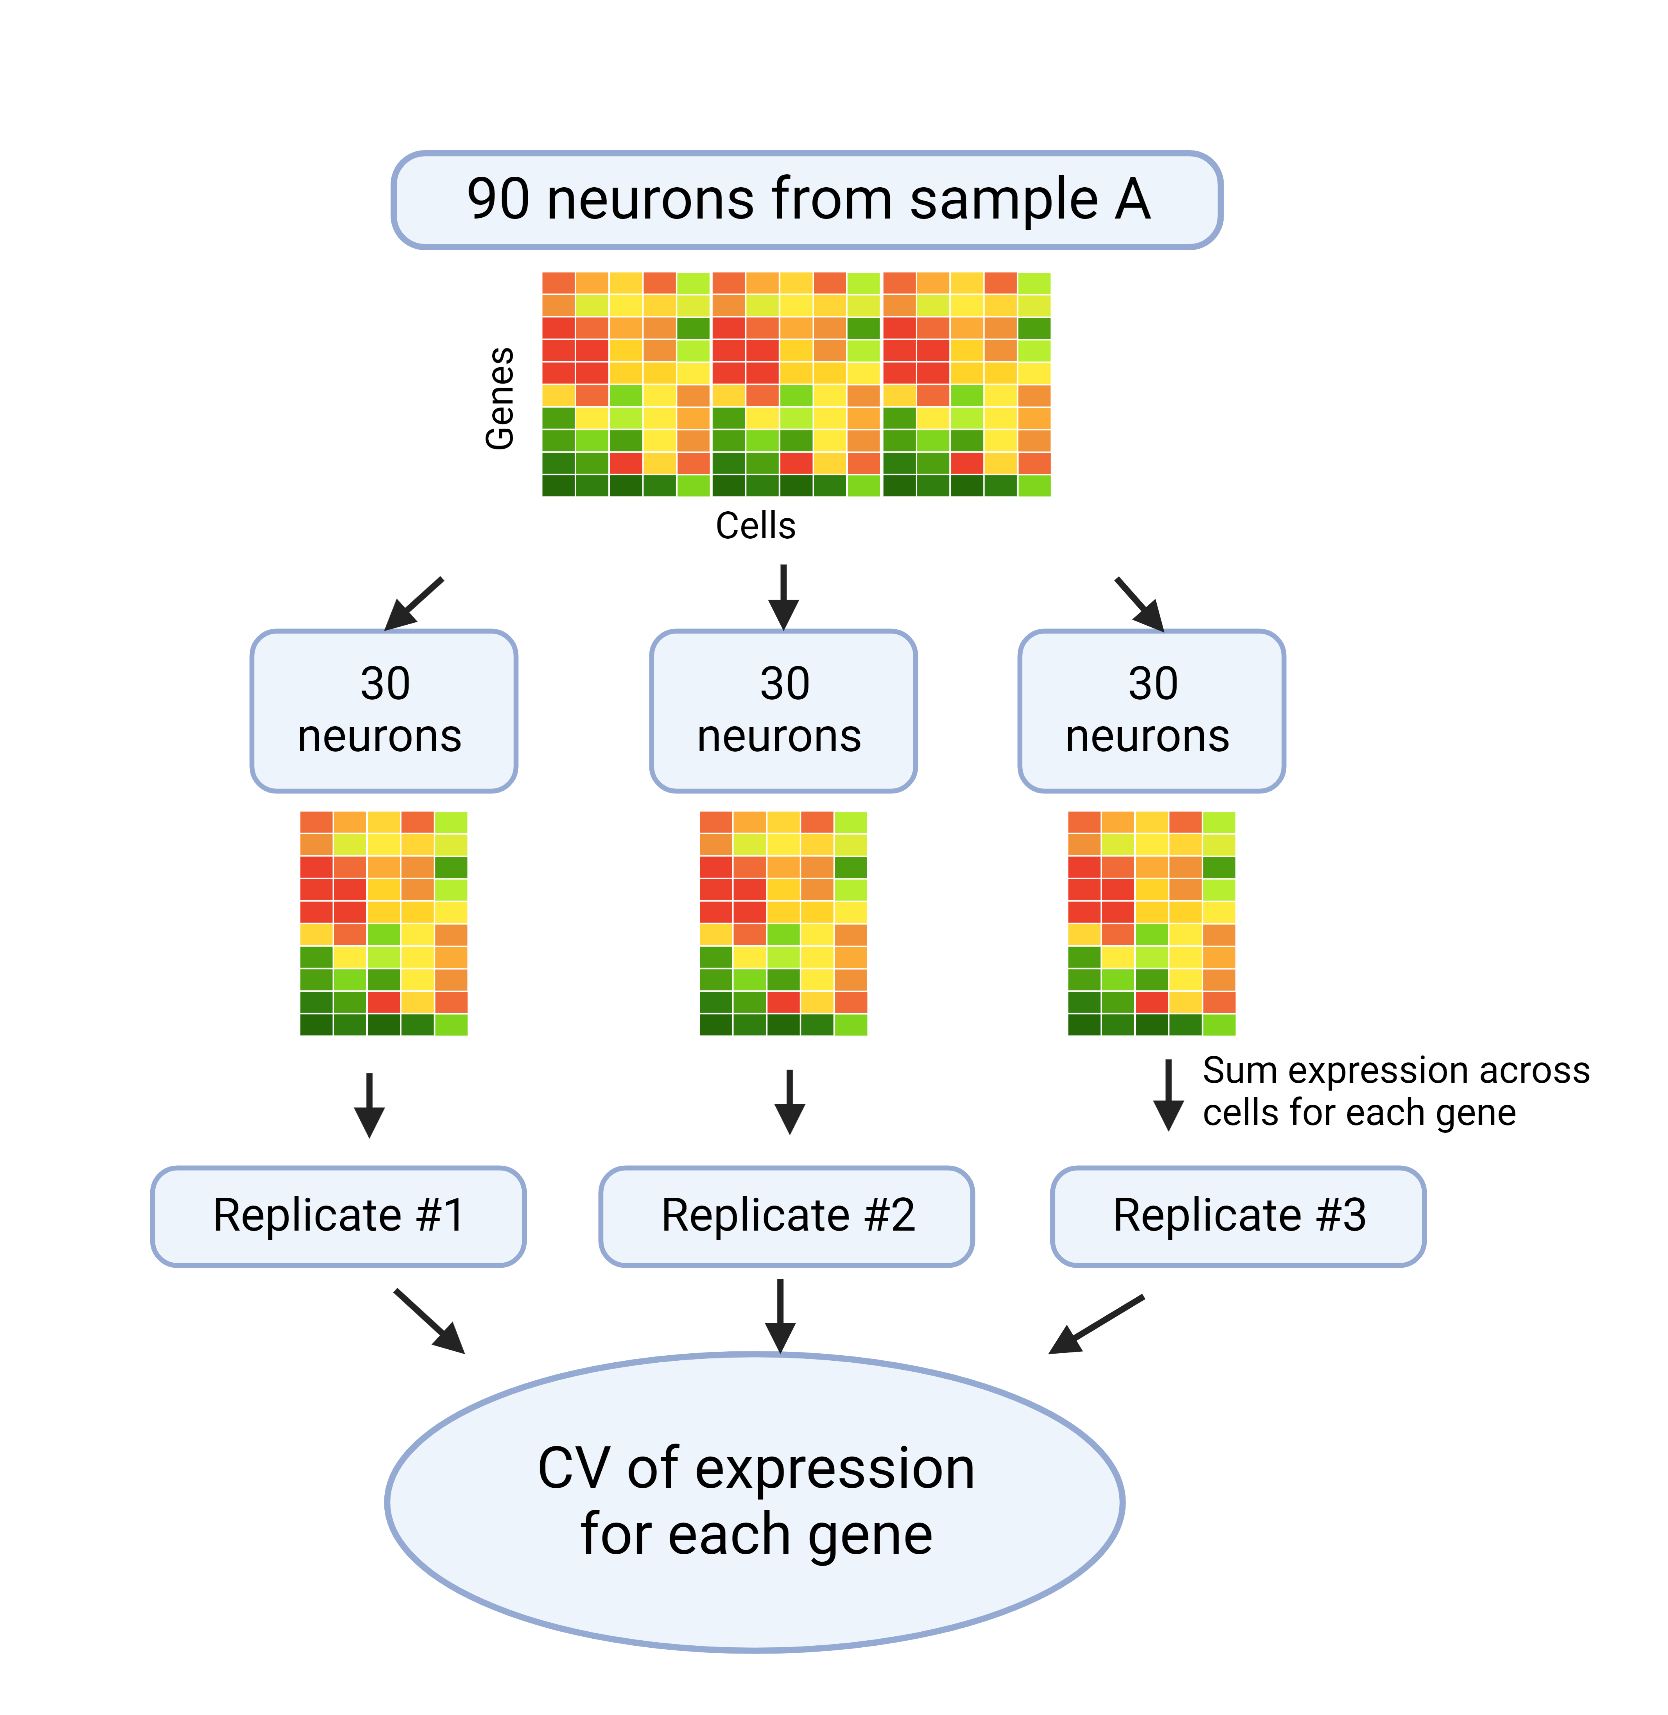 90 neurons from sample A
Genes
Cells
30
neurons
30
neurons
30
neurons
Sum expression across
cells for each gene
Replicate #1
Replicate #2
Replicate #3
CV of expression
for each gene